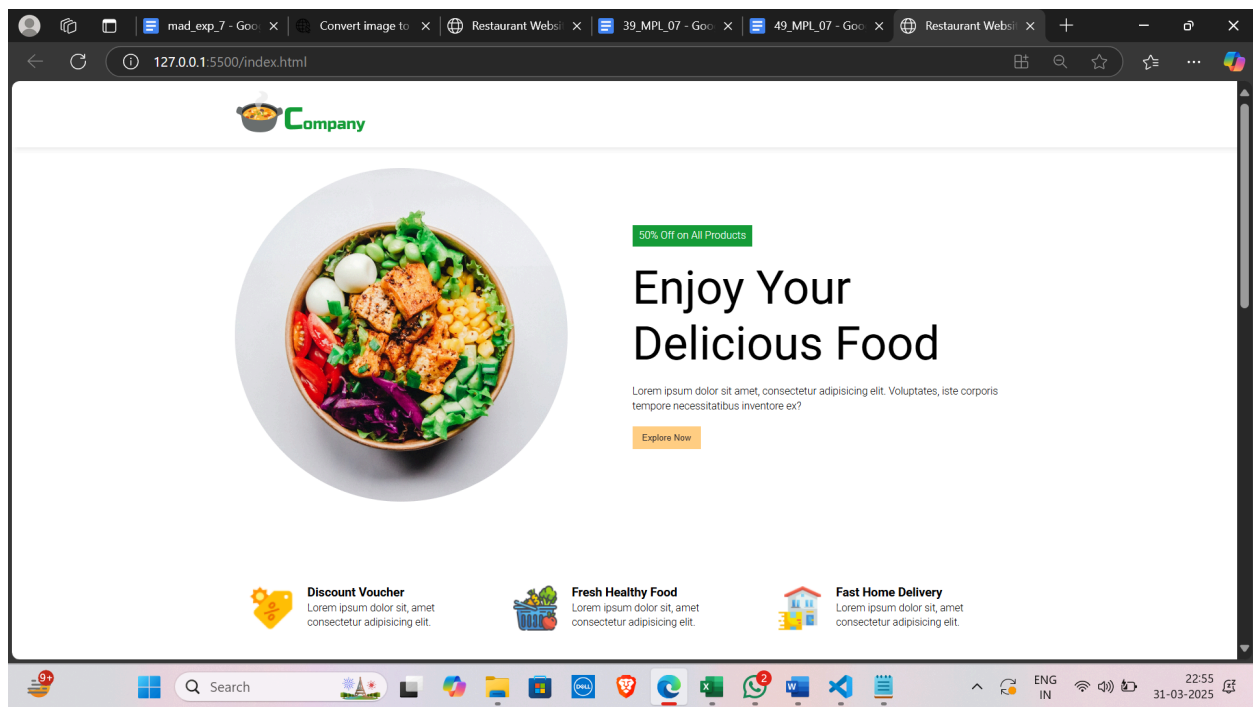 mad_exp_7 - Goo
Convert image to
Restaurant Websi
39_MPL_07 - Goo
49_MPL_07 - Goo
Restaurant Websi
127.0.0.1:5500/index.html
Company
50% Off on All Products
Enjoy Your
Delicious Food
Lorem ipsum dolor sit amet, consectetur adipisicing elit. Voluptates, iste corporis
tempore necessitatibus inventore ex?
Explore Now
Discount Voucher
Lorem ipsum dolor sit, amet
consectetur adipisicing elit.
Fresh Healthy Food
Lorem ipsum dolor sit, amet
consectetur adipisicing elit.
Fast Home Delivery
Lorem ipsum dolor sit, amet
consectetur adipisicing elit.
9+
Search
DELL
2
ENG
IN
22:55
31-03-2025